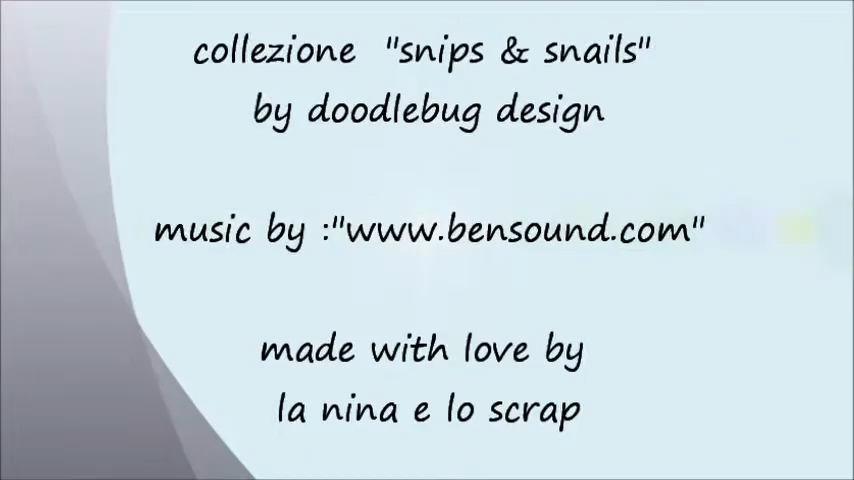 collezione "snips & snails"
by doodlebug design
music by :"www.bensound.com"
made with love by
la nina e lo scrap